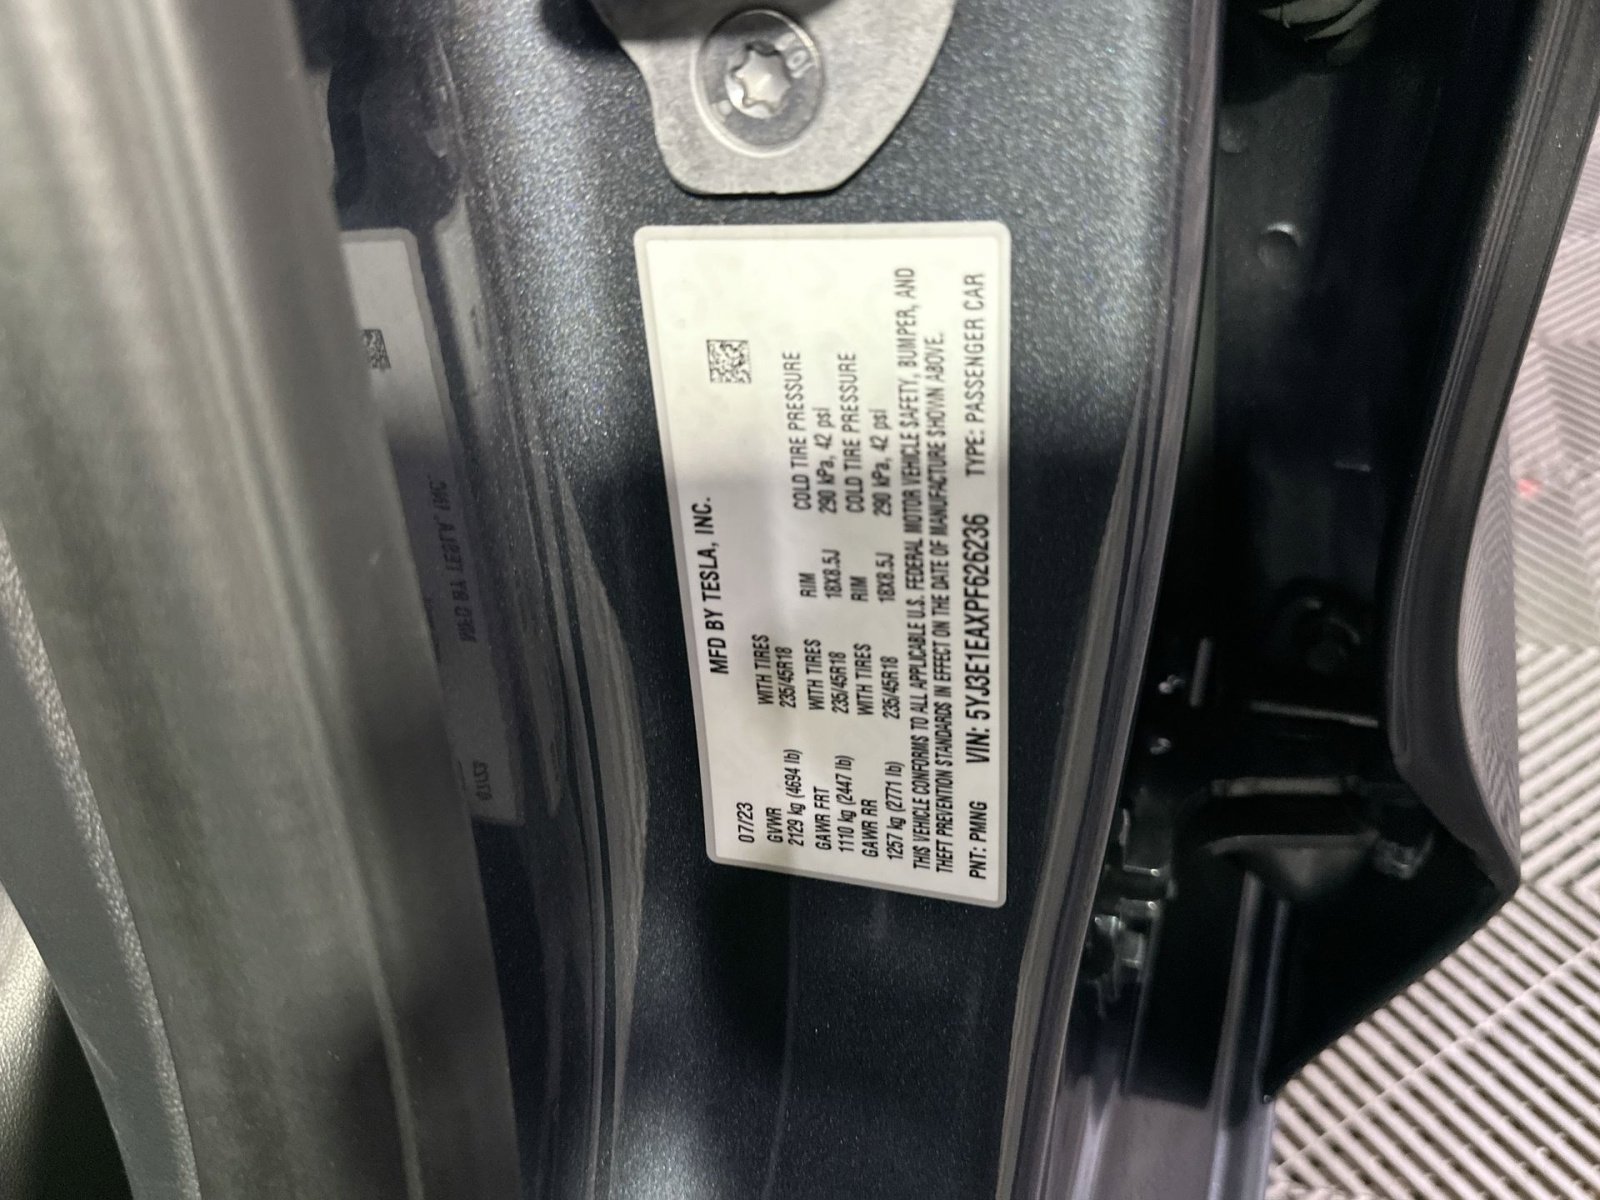 MFD BY TESLA, INC.
07/23
GVWR WITH TIRES
2129 kg (4694 lb) 235/45R18
GAWR FRT WITH TIRES RIM COLD TIRE PRESSURE
1110 kg (2447 lb) 235/45R18 18X8.5J 290 kPa, 42 psi
GAWR RR WITH TIRES RIM COLD TIRE PRESSURE
1257 kg (2771 lb) 235/45R18 18X8.5J 290 kPa, 42 psi
THIS VEHICLE CONFORMS TO ALL APPLICABLE U.S. FEDERAL MOTOR VEHICLE SAFETY, BUMPER, AND
THEFT PREVENTION STANDARDS IN EFFECT ON THE DATE OF MANUFACTURE SHOWN ABOVE.
PNT: PMNG VIN: 5YJ3E1EAXPF626236 TYPE: PASSENGER CAR